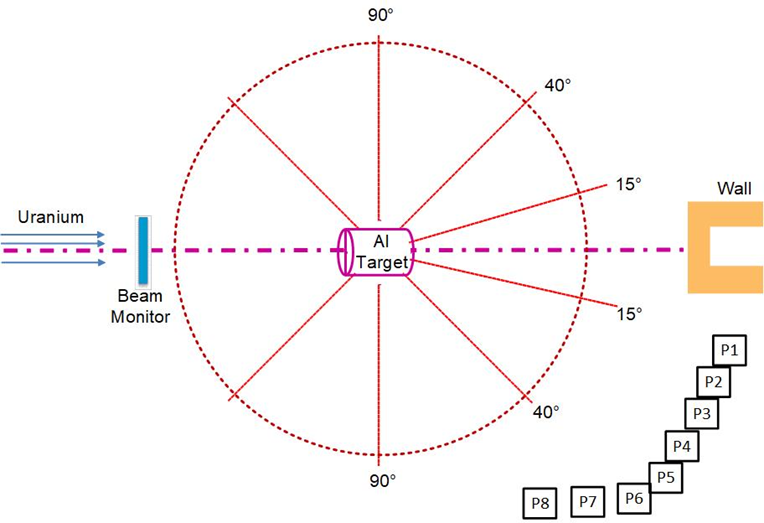 90°
40°
15°
Wall
Uranium
Al
Target
Beam
Monitor
15°
P1
P2
P3
40°
P4
90°
P5
P6
P7
P8